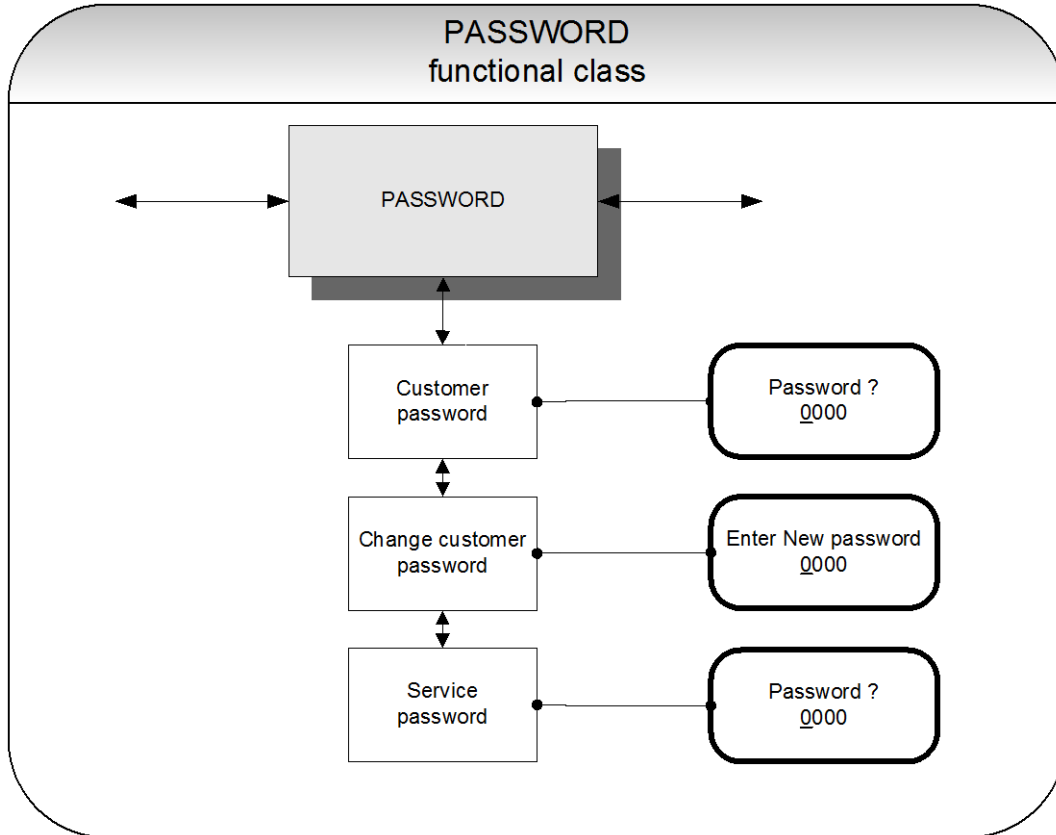 PASSWORD
functional class
PASSWORD
Customer
password
Password ?
0000
Change customer
password
Enter New password
0000
Service
password
Password ?
0000